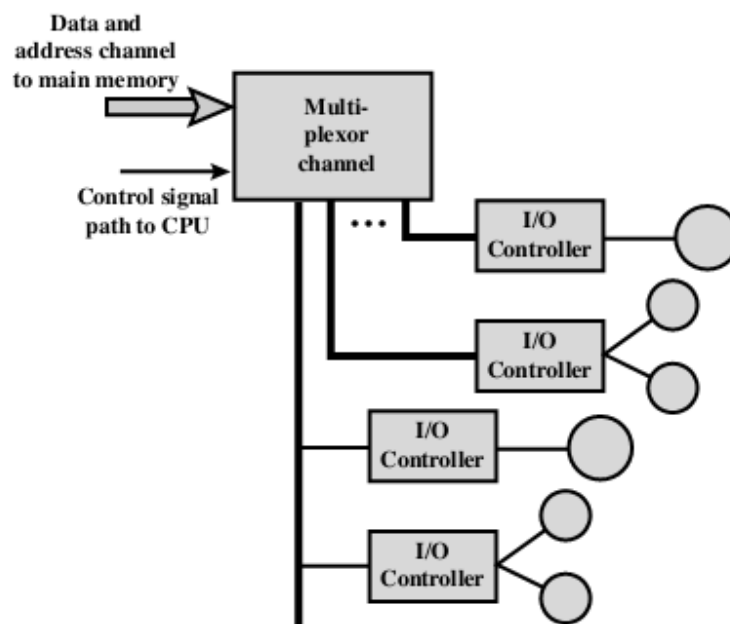 Data and
address channel
to main memory
Multi-
plexor
channel
Control signal
path to CPU
•••
I/O
Controller
I/O
Controller
I/O
Controller
I/O
Controller